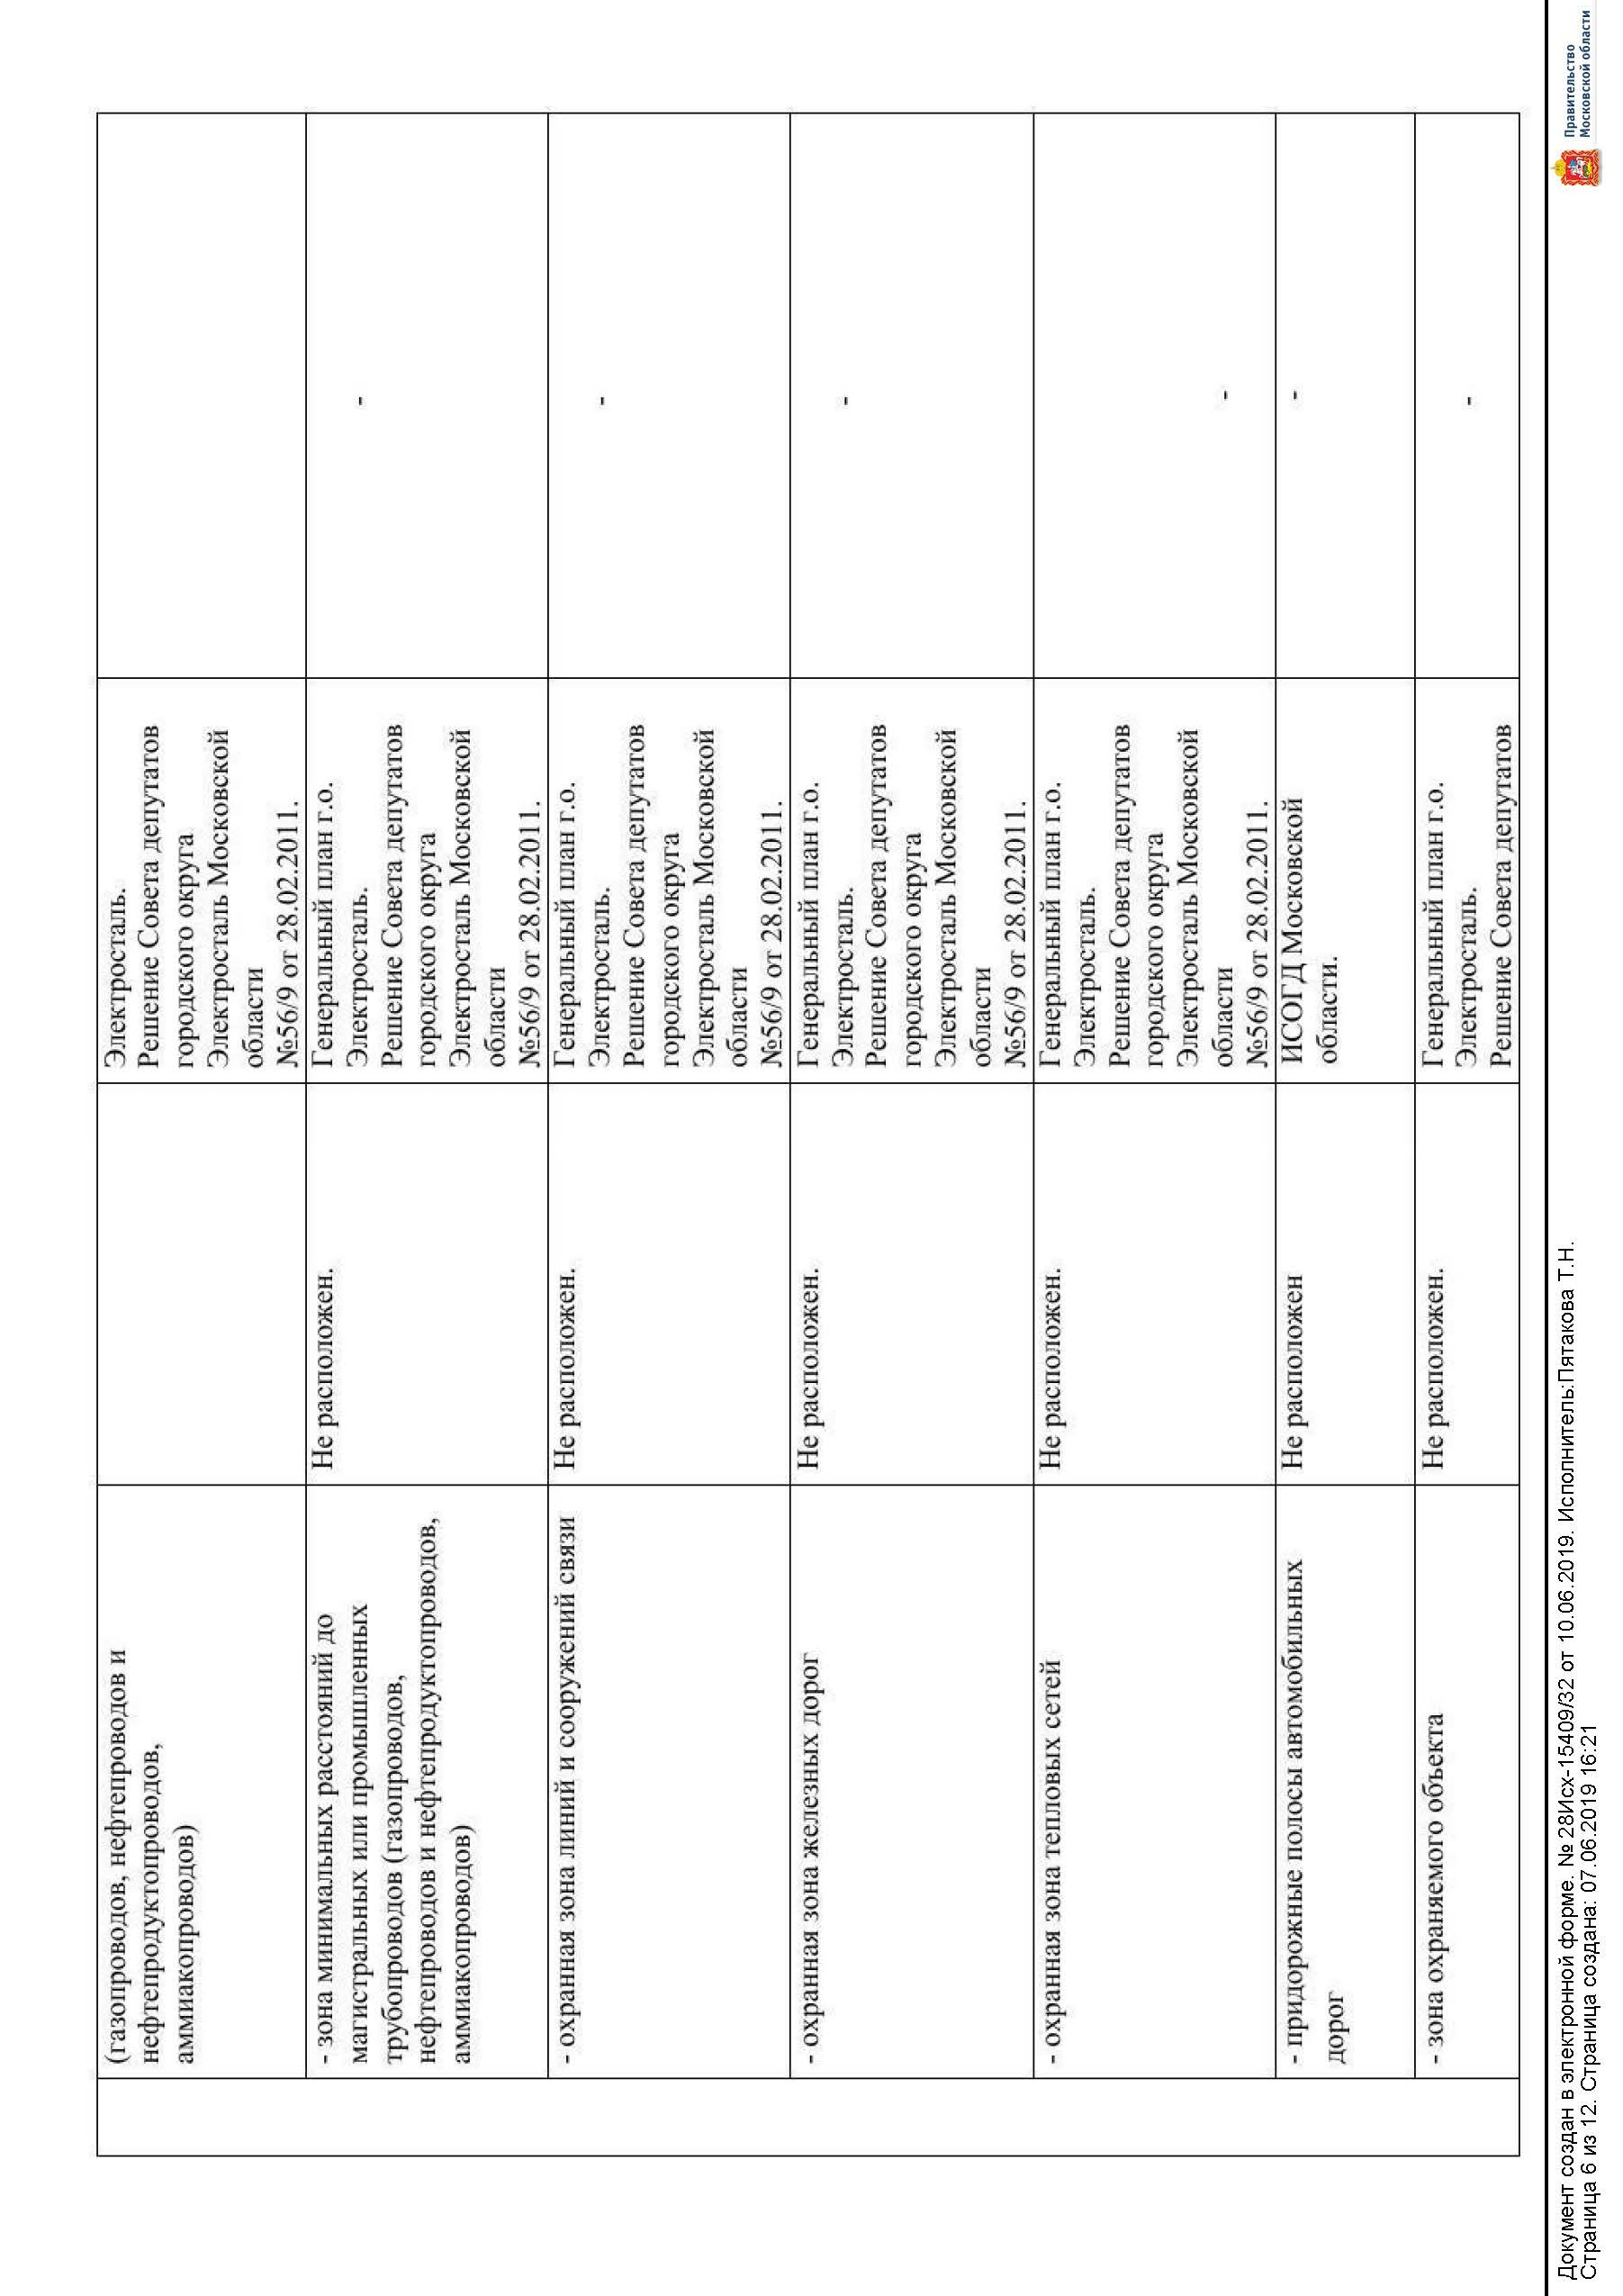 (газопроводов, нефтепроводов и
нефтепродуктопроводов,
аммиакопроводов)
Электросталь.
Решение Совета депутатов
городского округа
Электросталь Московской
области
№56/9 от 28.02.2011.
- зона минимальных расстояний до
магистральных или промышленных
трубопроводов (газопроводов,
нефтепроводов и нефтепродуктопроводов,
аммиакопроводов)
Не расположен.
Генеральный план г.о.
Электросталь.
Решение Совета депутатов
городского округа
Электросталь Московской
области
№56/9 от 28.02.2011.
-
- охранная зона линий и сооружений связи
Не расположен.
Генеральный план г.о.
Электросталь.
Решение Совета депутатов
городского округа
Электросталь Московской
области
№56/9 от 28.02.2011.
-
- охранная зона железных дорог
Не расположен.
Генеральный план г.о.
Электросталь.
Решение Совета депутатов
городского округа
Электросталь Московской
области
№56/9 от 28.02.2011.
-
- охранная зона тепловых сетей
Не расположен.
Генеральный план г.о.
Электросталь.
Решение Совета депутатов
городского округа
Электросталь Московской
области
№56/9 от 28.02.2011.
-
- придорожные полосы автомобильных
дорог
Не расположен
ИСОГД Московской
области.
-
- зона охраняемого объекта
Не расположен.
Генеральный план г.о.
Электросталь.
Решение Совета депутатов
-
Документ создан в электронной форме. № 28Исх-15409/32 от 10.06.2019. Исполнитель:Пятакова Т.Н.
Страница 6 из 12. Страница создана: 07.06.2019 16:21
Правительство
Московской области